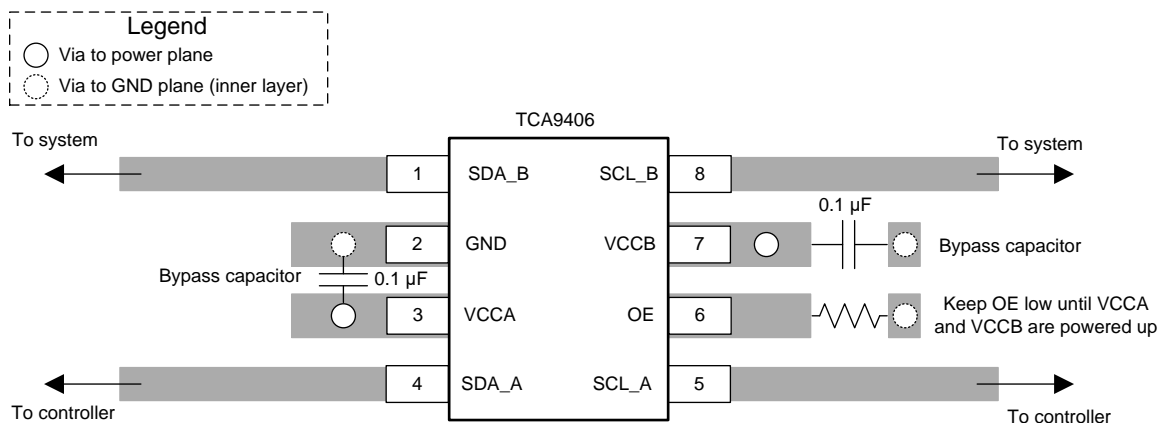 Legend
Via to power plane
Via to GND plane (inner layer)
TCA9406
To system
To system
1
SDA_B
SCL_B
8
0.1 µF
2
GND
VCCB
7
Bypass capacitor
Bypass capacitor
0.1 µF
3
VCCA
OE
6
Keep OE low until VCCA
and VCCB are powered up
4
SDA_A
SCL_A
5
To controller
To controller